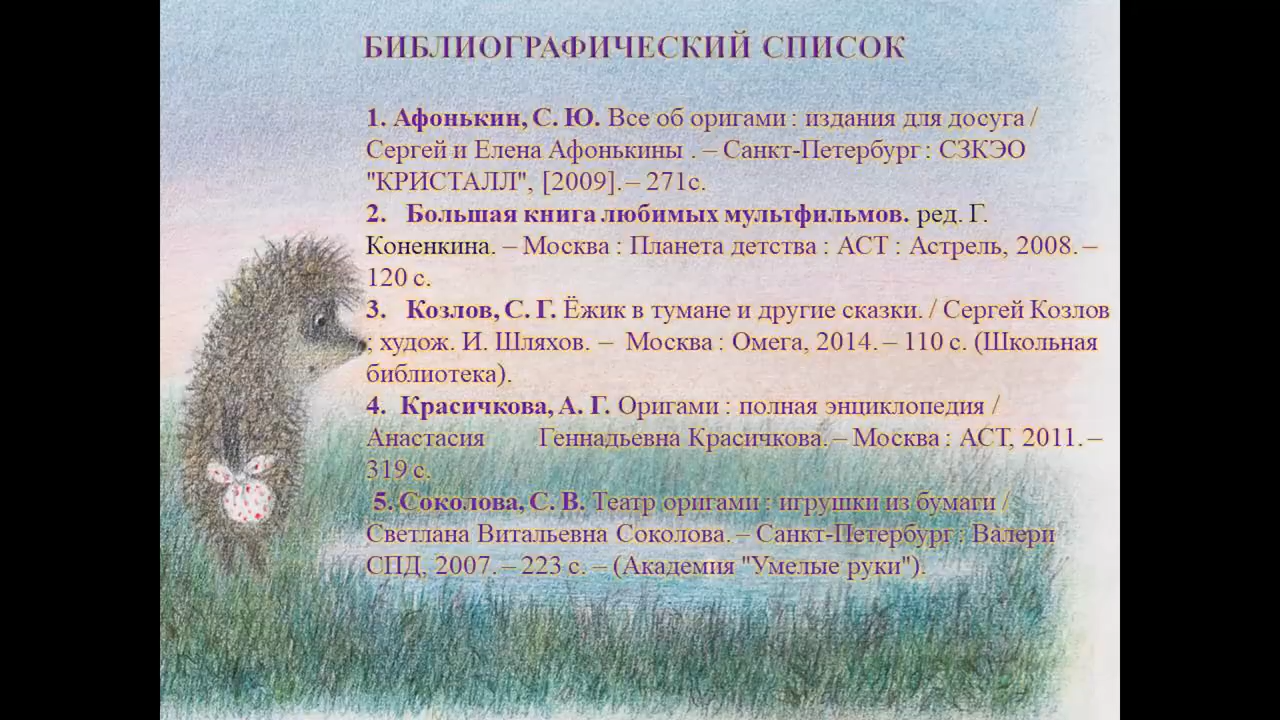 БИБЛИОГРАФИЧЕСКИЙ СПИСОК
1. Афонькин, С. Ю. Все об оригами : издания для досуга /
Сергей и Елена Афонькины . – Санкт-Петербург : СЗКЭО
"КРИСТАЛЛ", [2009]. – 271с.
2. Большая книга любимых мультфильмов. ред. Г.
Коненкина. – Москва : Планета детства : АСТ : Астрель, 2008. –
120 с.
3. Козлов, С. Г. Ёжик в тумане и другие сказки. / Сергей Козлов
; худож. И. Шляхов. – Москва : Омега, 2014. – 110 с. (Школьная
библиотека).
4. Красичкова, А. Г. Оригами : полная энциклопедия /
Анастасия Геннадьевна Красичкова. – Москва : АСТ, 2011. –
319 с.
5. Соколова, С. В. Театр оригами : игрушки из бумаги /
Светлана Витальевна Соколова. – Санкт-Петербург : Валери
СПД, 2007. – 223 с. – (Академия "Умелые руки").